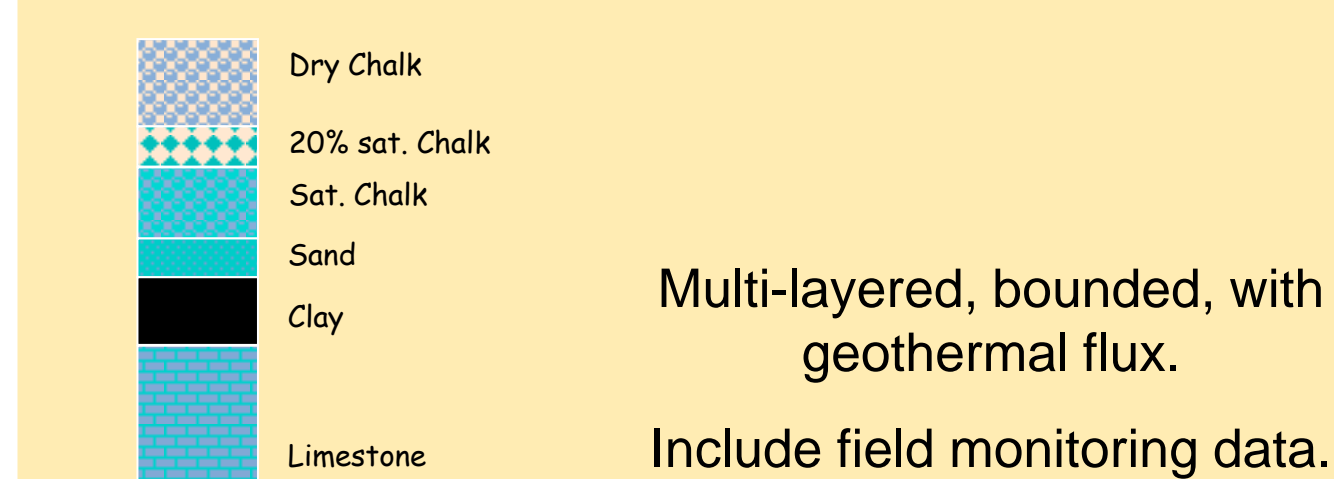 Dry Chalk
20% sat. Chalk
Sat. Chalk
Sand
Clay
Limestone
Multi-layered, bounded, with
geothermal flux.
Include field monitoring data.